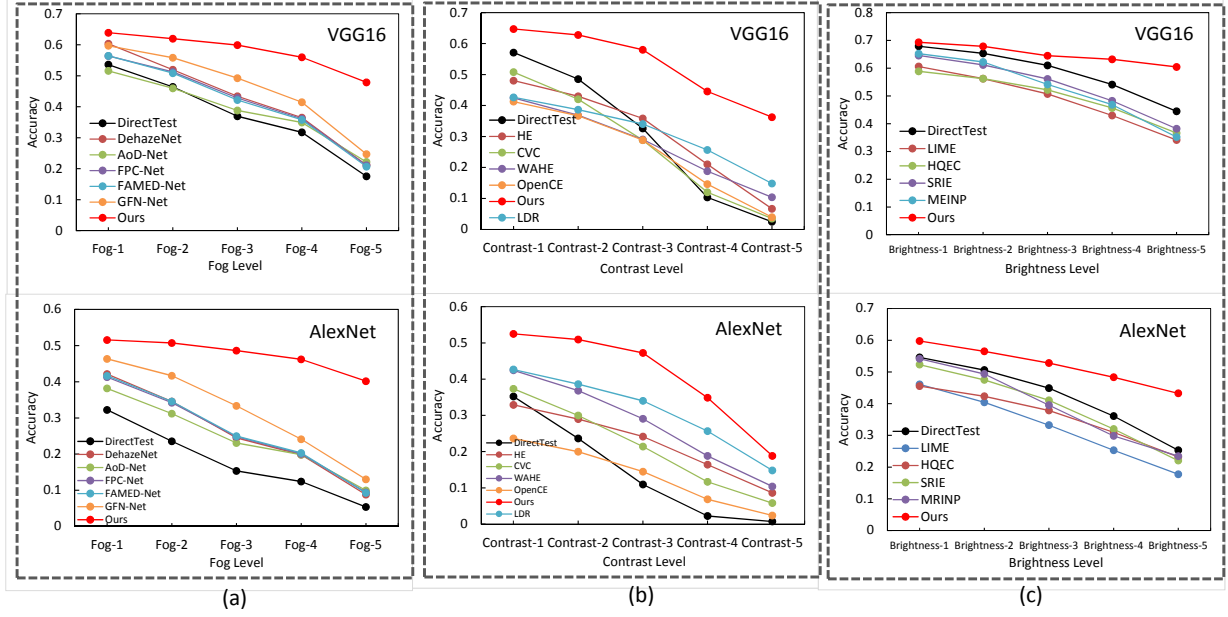 VGG16
0.7
0.6
0.5
0.4
0.3
0.2
0.1
0
Accuracy
DirectTest
DehazeNet
AoD-Net
FPC-Net
FAMED-Net
GFN-Net
Ours
Fog-1 Fog-2 Fog-3 Fog-4 Fog-5
Fog Level
VGG16
0.7
0.6
0.5
0.4
0.3
0.2
0.1
0
Accuracy
DirectTest
HE
CVC
WAHE
OpenCE
Ours
LDR
Contrast-1 Contrast-2 Contrast-3 Contrast-4 Contrast-5
Contrast Level
VGG16
0.8
0.7
0.6
0.5
0.4
0.3
0.2
0.1
0
Accuracy
DirectTest
LIME
HQEC
SRIE
MEINP
Ours
Brightness-1 Brightness-2 Brightness-3 Brightness-4 Brightness-5
Brightness Level
AlexNet
0.6
0.5
0.4
0.3
0.2
0.1
0
Accuracy
DirectTest
DehazeNet
AoD-Net
FPC-Net
FAMED-Net
GFN-Net
Ours
Fog-1 Fog-2 Fog-3 Fog-4 Fog-5
Fog Level
AlexNet
0.6
0.5
0.4
0.3
0.2
0.1
0
Accuracy
DirectTest
HE
CVC
WAHE
OpenCE
Ours
LDR
Contrast-1 Contrast-2 Contrast-3 Contrast-4 Contrast-5
Contrast Level
AlexNet
0.7
0.6
0.5
0.4
0.3
0.2
0.1
0
Accuracy
DirectTest
LIME
HQEC
SRIE
MRINP
Ours
Brightness-1 Brightness-2 Brightness-3 Brightness-4 Brightness-5
Brightness Level
(a) (b) (c)